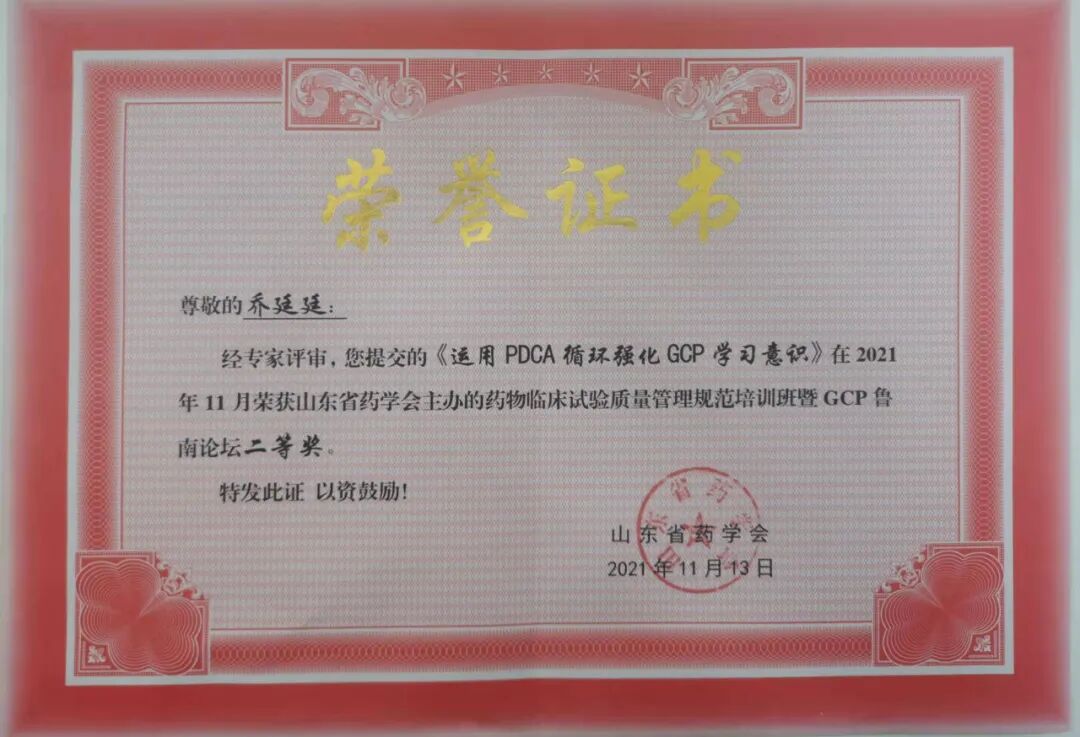 荣誉证书
尊敬的乔廷廷：
经专家评审，您提交的《运用PDCA循环强化GCP学习意识》在2021
年11月荣获山东省药学会主办的药物临床试验质量管理规范培训班暨GCP鲁
南论坛二等奖。
特发此证 以资鼓励！
山东省药学会
2021年11月13日